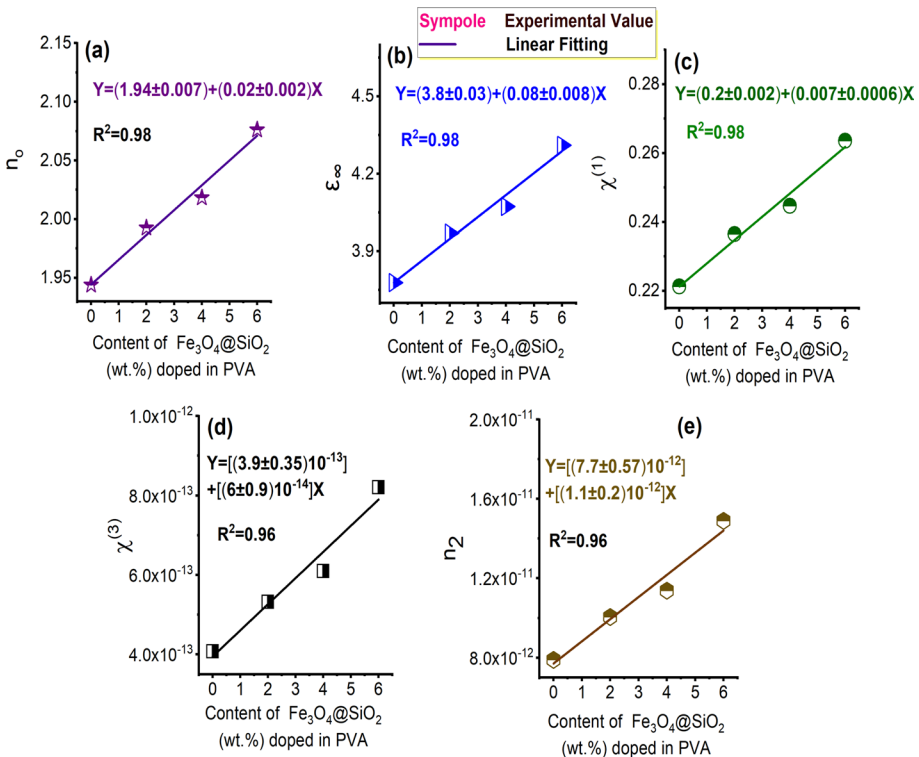 Sympole Experimental Value
Linear Fitting
(a)
Y=(1.94±0.007)+(0.02±0.002)X
R²=0.98
nₒ
2.15
2.10
2.05
2.00
1.95
0 1 2 3 4 5 6
Content of Fe₃O₄@SiO₂
(wt.%) doped in PVA
(b)
Y=(3.8±0.03)+(0.08±0.008)X
R²=0.98
ε∞
4.5
4.2
3.9
0 1 2 3 4 5 6
Content of Fe₃O₄@SiO₂
(wt.%) doped in PVA
(c)
Y=(0.2±0.002)+(0.007±0.0006)X
R²=0.98
χ⁽¹⁾
0.28
0.26
0.24
0.22
0 1 2 3 4 5 6
Content of Fe₃O₄@SiO₂
(wt.%) doped in PVA
(d)
Y=[(3.9±0.35)10⁻¹³]
+[(6±0.9)10⁻¹⁴]X
R²=0.96
χ⁽³⁾
1.0x10⁻¹²
8.0x10⁻¹³
6.0x10⁻¹³
4.0x10⁻¹³
0 1 2 3 4 5 6
Content of Fe₃O₄@SiO₂
(wt.%) doped in PVA
(e)
Y=[(7.7±0.57)10⁻¹²]
+[(1.1±0.2)10⁻¹²]X
R²=0.96
n₂
2.0x10⁻¹¹
1.6x10⁻¹¹
1.2x10⁻¹¹
8.0x10⁻¹²
0 1 2 3 4 5 6
Content of Fe₃O₄@SiO₂
(wt.%) doped in PVA